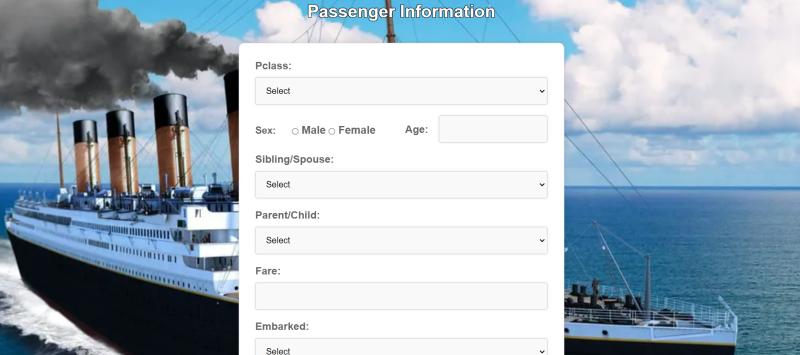 Passenger Information
Pclass:
Select
Sex: Male Female Age:
Sibling/Spouse:
Select
Parent/Child:
Select
Fare:
Embarked:
Select